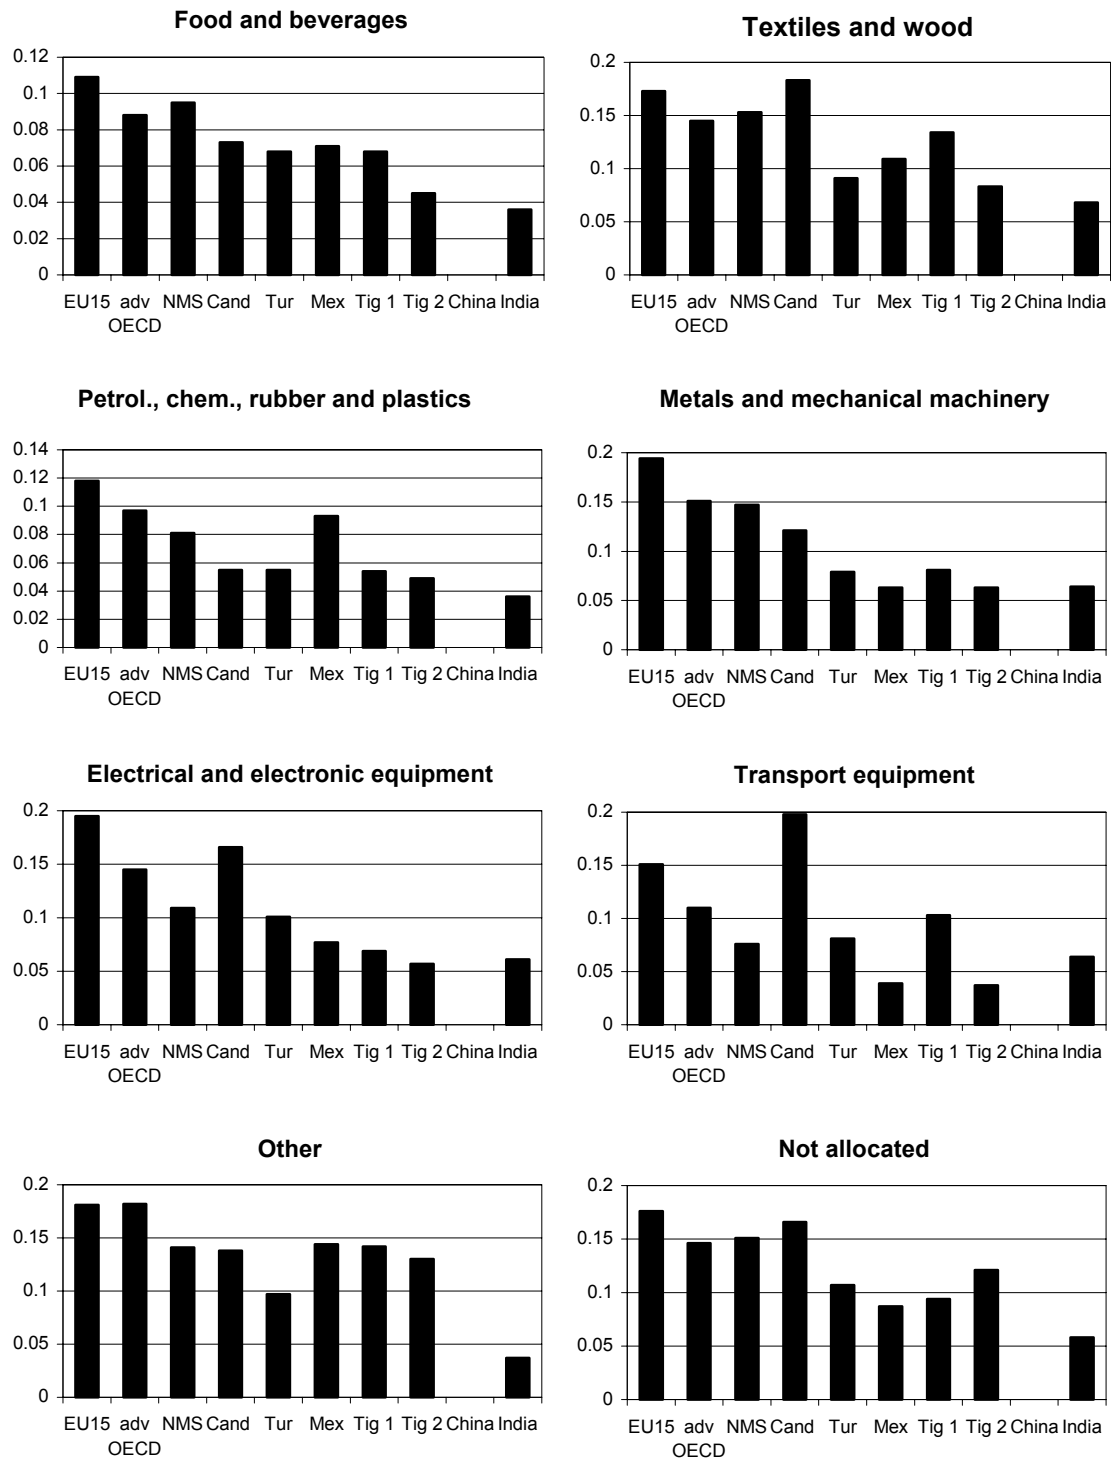 Food and beverages
0.12
0.1
0.08
0.06
0.04
0.02
0
EU15 adv NMS Cand Tur Mex Tig 1 Tig 2 China India
OECD
Textiles and wood
0.2
0.15
0.1
0.05
0
EU15 adv NMS Cand Tur Mex Tig 1 Tig 2 China India
OECD
Petrol., chem., rubber and plastics
0.14
0.12
0.1
0.08
0.06
0.04
0.02
0
EU15 adv NMS Cand Tur Mex Tig 1 Tig 2 China India
OECD
Metals and mechanical machinery
0.2
0.15
0.1
0.05
0
EU15 adv NMS Cand Tur Mex Tig 1 Tig 2 China India
OECD
Electrical and electronic equipment
0.2
0.15
0.1
0.05
0
EU15 adv NMS Cand Tur Mex Tig 1 Tig 2 China India
OECD
Transport equipment
0.2
0.15
0.1
0.05
0
EU15 adv NMS Cand Tur Mex Tig 1 Tig 2 China India
OECD
Other
0.2
0.15
0.1
0.05
0
EU15 adv NMS Cand Tur Mex Tig 1 Tig 2 China India
OECD
Not allocated
0.2
0.15
0.1
0.05
0
EU15 adv NMS Cand Tur Mex Tig 1 Tig 2 China India
OECD